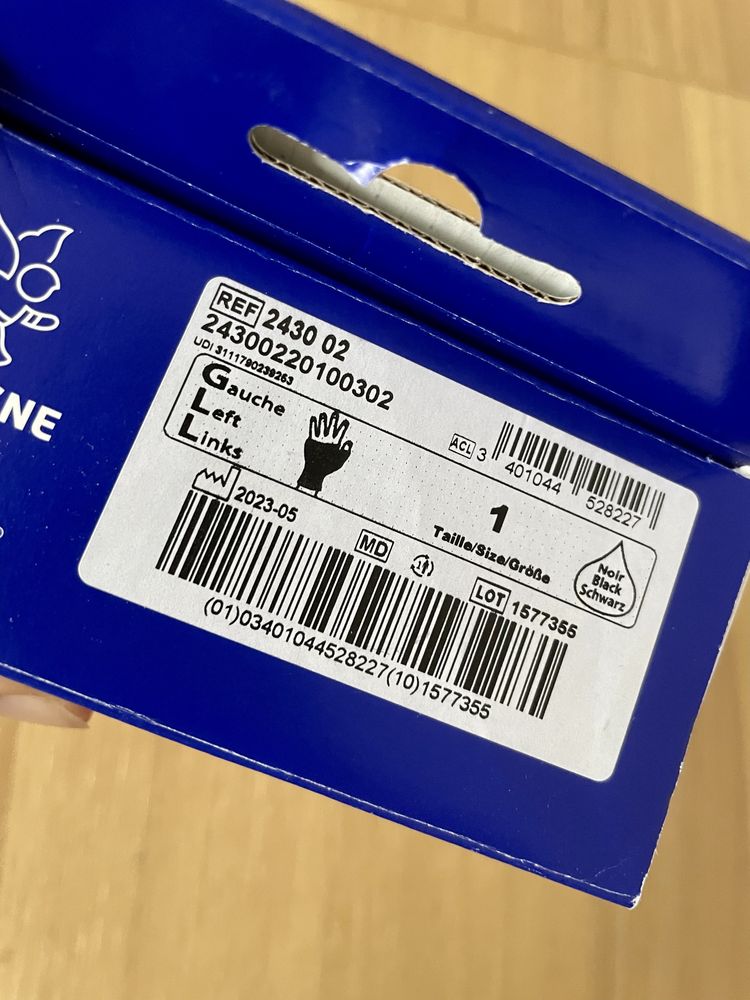 NE
REF 2430 02
24300220100302
UDI 3111790239253
Gauche
Left
Links
ACL 3 401044 528227
1
Taille/Size/Größe
Noir
Black
Schwarz
2023-05
MD
LOT 1577355
(01)03401044528227(10)1577355